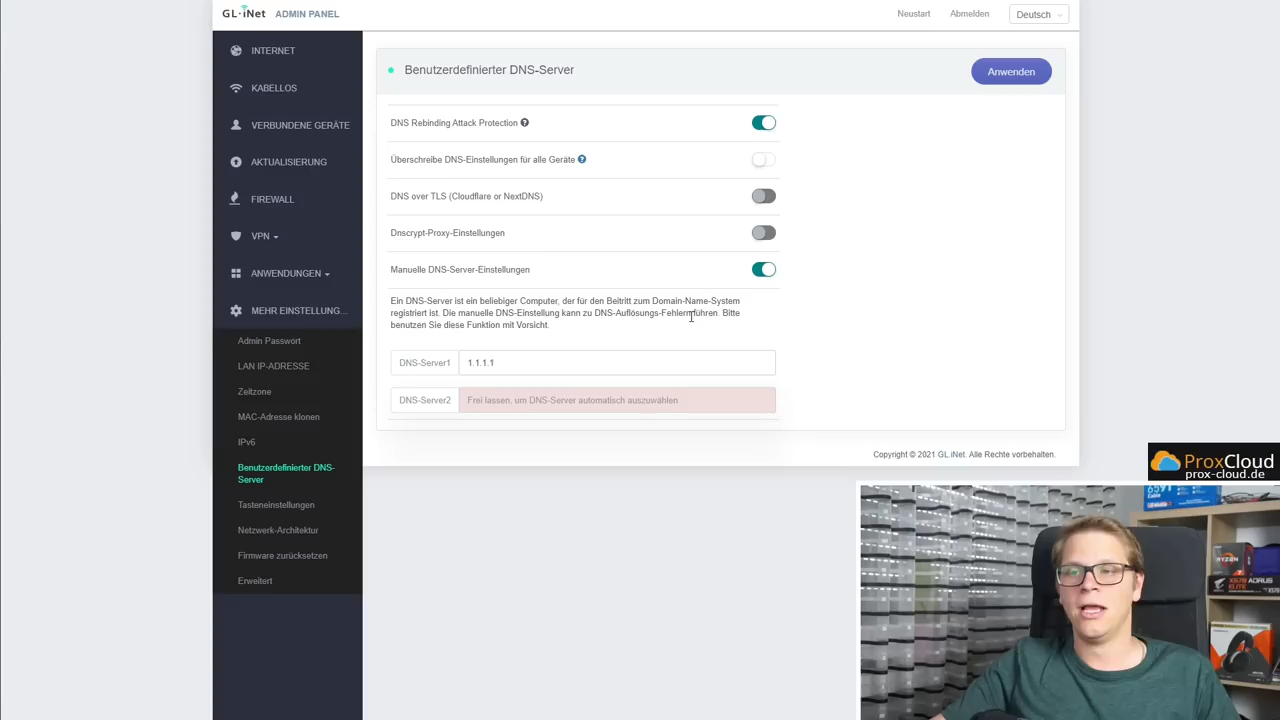 GL·iNet ADMIN PANEL
Neustart
Abmelden
Deutsch
INTERNET
KABELLOS
VERBUNDENE GERÄTE
AKTUALISIERUNG
FIREWALL
VPN
ANWENDUNGEN
MEHR EINSTELLUNG...
Admin Passwort
LAN IP-ADRESSE
Zeitzone
MAC-Adresse klonen
IPv6
Benutzerdefinierter DNS-
Server
Tasteneinstellungen
Netzwerk-Architektur
Firmware zurücksetzen
Erweitert
Benutzerdefinierter DNS-Server
Anwenden
DNS Rebinding Attack Protection
Überschreibe DNS-Einstellungen für alle Geräte
DNS over TLS (Cloudflare or NextDNS)
Dnscrypt-Proxy-Einstellungen
Manuelle DNS-Server-Einstellungen
Ein DNS-Server ist ein beliebiger Computer, der für den Beitritt zum Domain-Name-System
registriert ist. Die manuelle DNS-Einstellung kann zu DNS-Auflösungs-Fehlern führen. Bitte
benutzen Sie diese Funktion mit Vorsicht.
DNS-Server1 1.1.1.1
DNS-Server2 Frei lassen, um DNS-Server automatisch auszuwählen
Copyright © 2021 GL.iNet. Alle Rechte vorbehalten.
ProxCloud
prox-cloud.de
RYZEN
X570 AORUS
ELITE